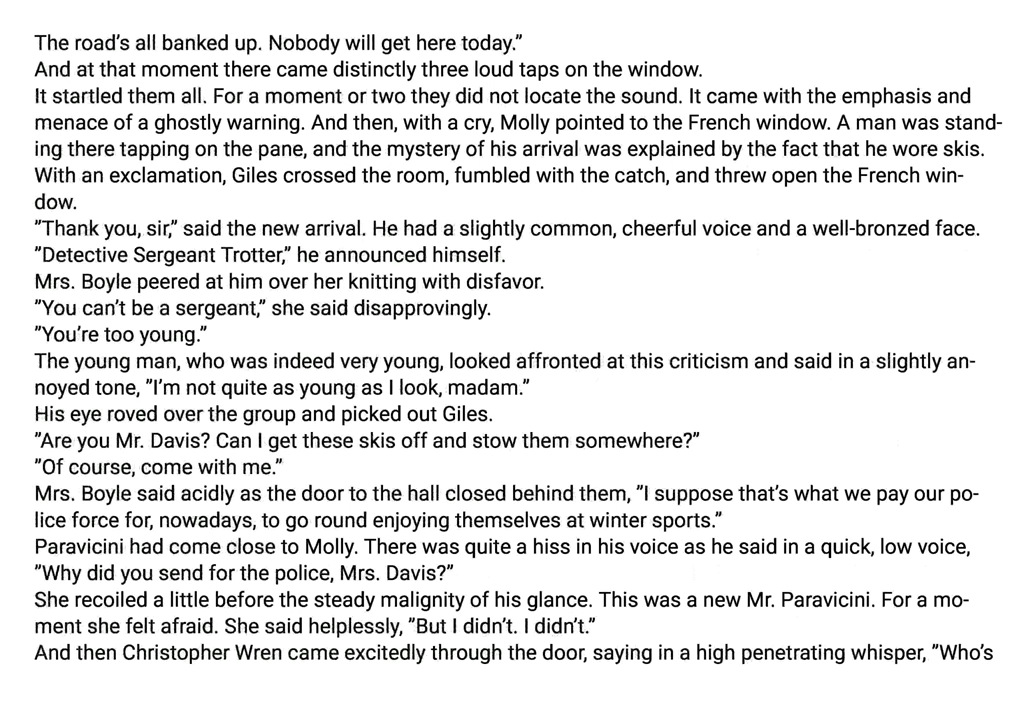 The road's all banked up. Nobody will get here today.”
And at that moment there came distinctly three loud taps on the window.
It startled them all. For a moment or two they did not locate the sound. It came with the emphasis and
menace of a ghostly warning. And then, with a cry, Molly pointed to the French window. A man was stand-
ing there tapping on the pane, and the mystery of his arrival was explained by the fact that he wore skis.
With an exclamation, Giles crossed the room, fumbled with the catch, and threw open the French win-
dow.
”Thank you, sir,” said the new arrival. He had a slightly common, cheerful voice and a well-bronzed face.
”Detective Sergeant Trotter,” he announced himself.
Mrs. Boyle peered at him over her knitting with disfavor.
”You can't be a sergeant,” she said disapprovingly.
”You're too young.”
The young man, who was indeed very young, looked affronted at this criticism and said in a slightly an-
noyed tone, ”I'm not quite as young as I look, madam.”
His eye roved over the group and picked out Giles.
”Are you Mr. Davis? Can I get these skis off and stow them somewhere?”
”Of course, come with me.”
Mrs. Boyle said acidly as the door to the hall closed behind them, ”I suppose that's what we pay our po-
lice force for, nowadays, to go round enjoying themselves at winter sports.”
Paravicini had come close to Molly. There was quite a hiss in his voice as he said in a quick, low voice,
”Why did you send for the police, Mrs. Davis?”
She recoiled a little before the steady malignity of his glance. This was a new Mr. Paravicini. For a mo-
ment she felt afraid. She said helplessly, ”But I didn't. I didn't.”
And then Christopher Wren came excitedly through the door, saying in a high penetrating whisper, ”Who's